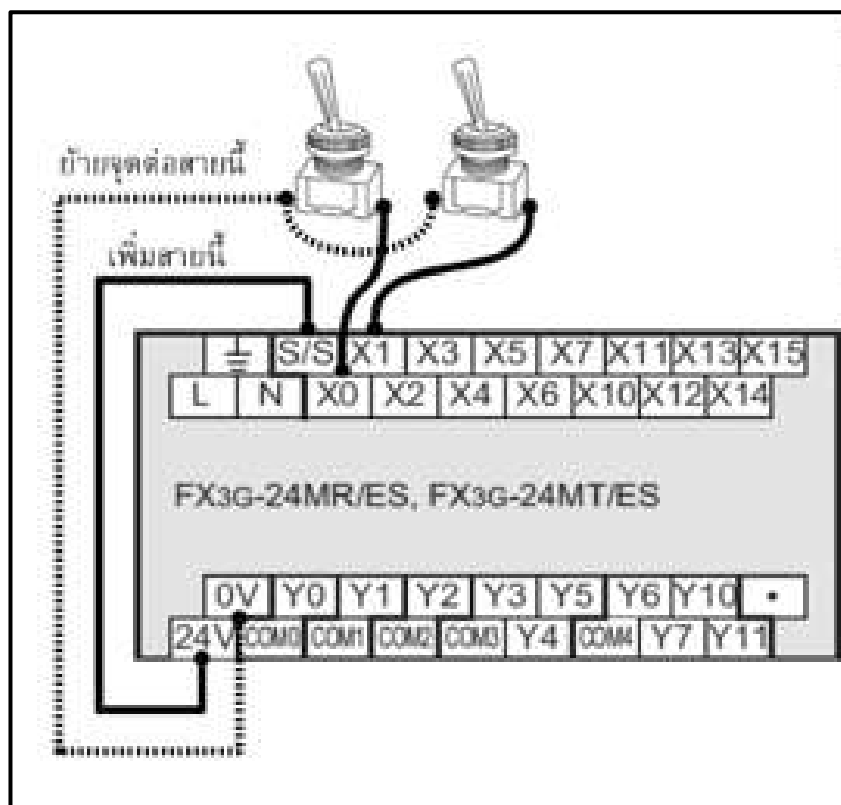 ย้ายจุดต่อสายนี้
เพิ่มสายนี้
S/S X1 X3 X5 X7 X11 X13 X15
L N X0 X2 X4 X6 X10 X12 X14
FX3G-24MR/ES, FX3G-24MT/ES
0V Y0 Y1 Y2 Y3 Y5 Y6 Y10 •
24V COM0 COM1 COM2 COM3 Y4 COM4 Y7 Y11